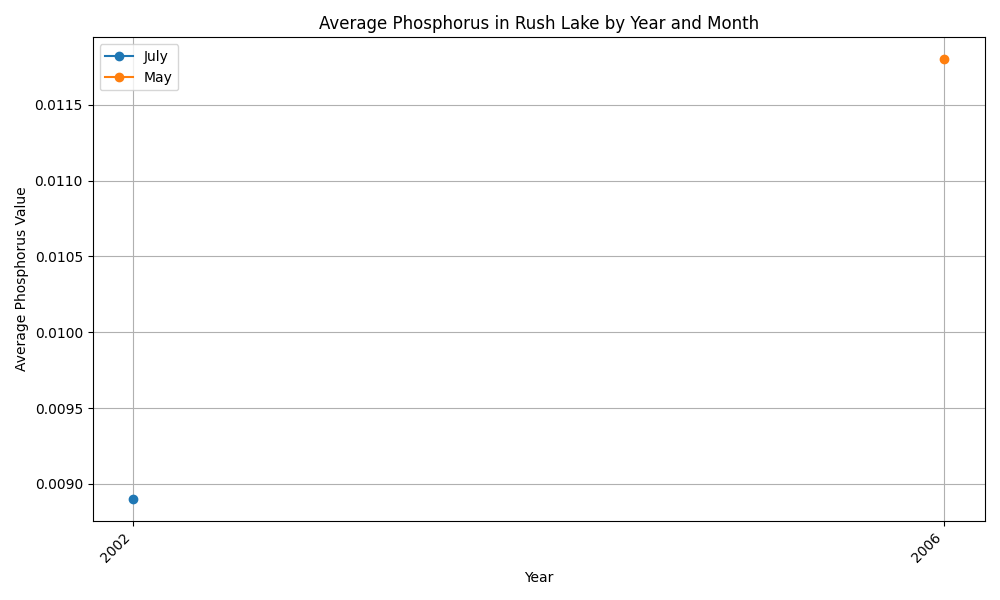 Average Phosphorus in Rush Lake by Year and Month
July
May
Average Phosphorus Value
0.0115
0.0110
0.0105
0.0100
0.0095
0.0090
2002
2006
Year